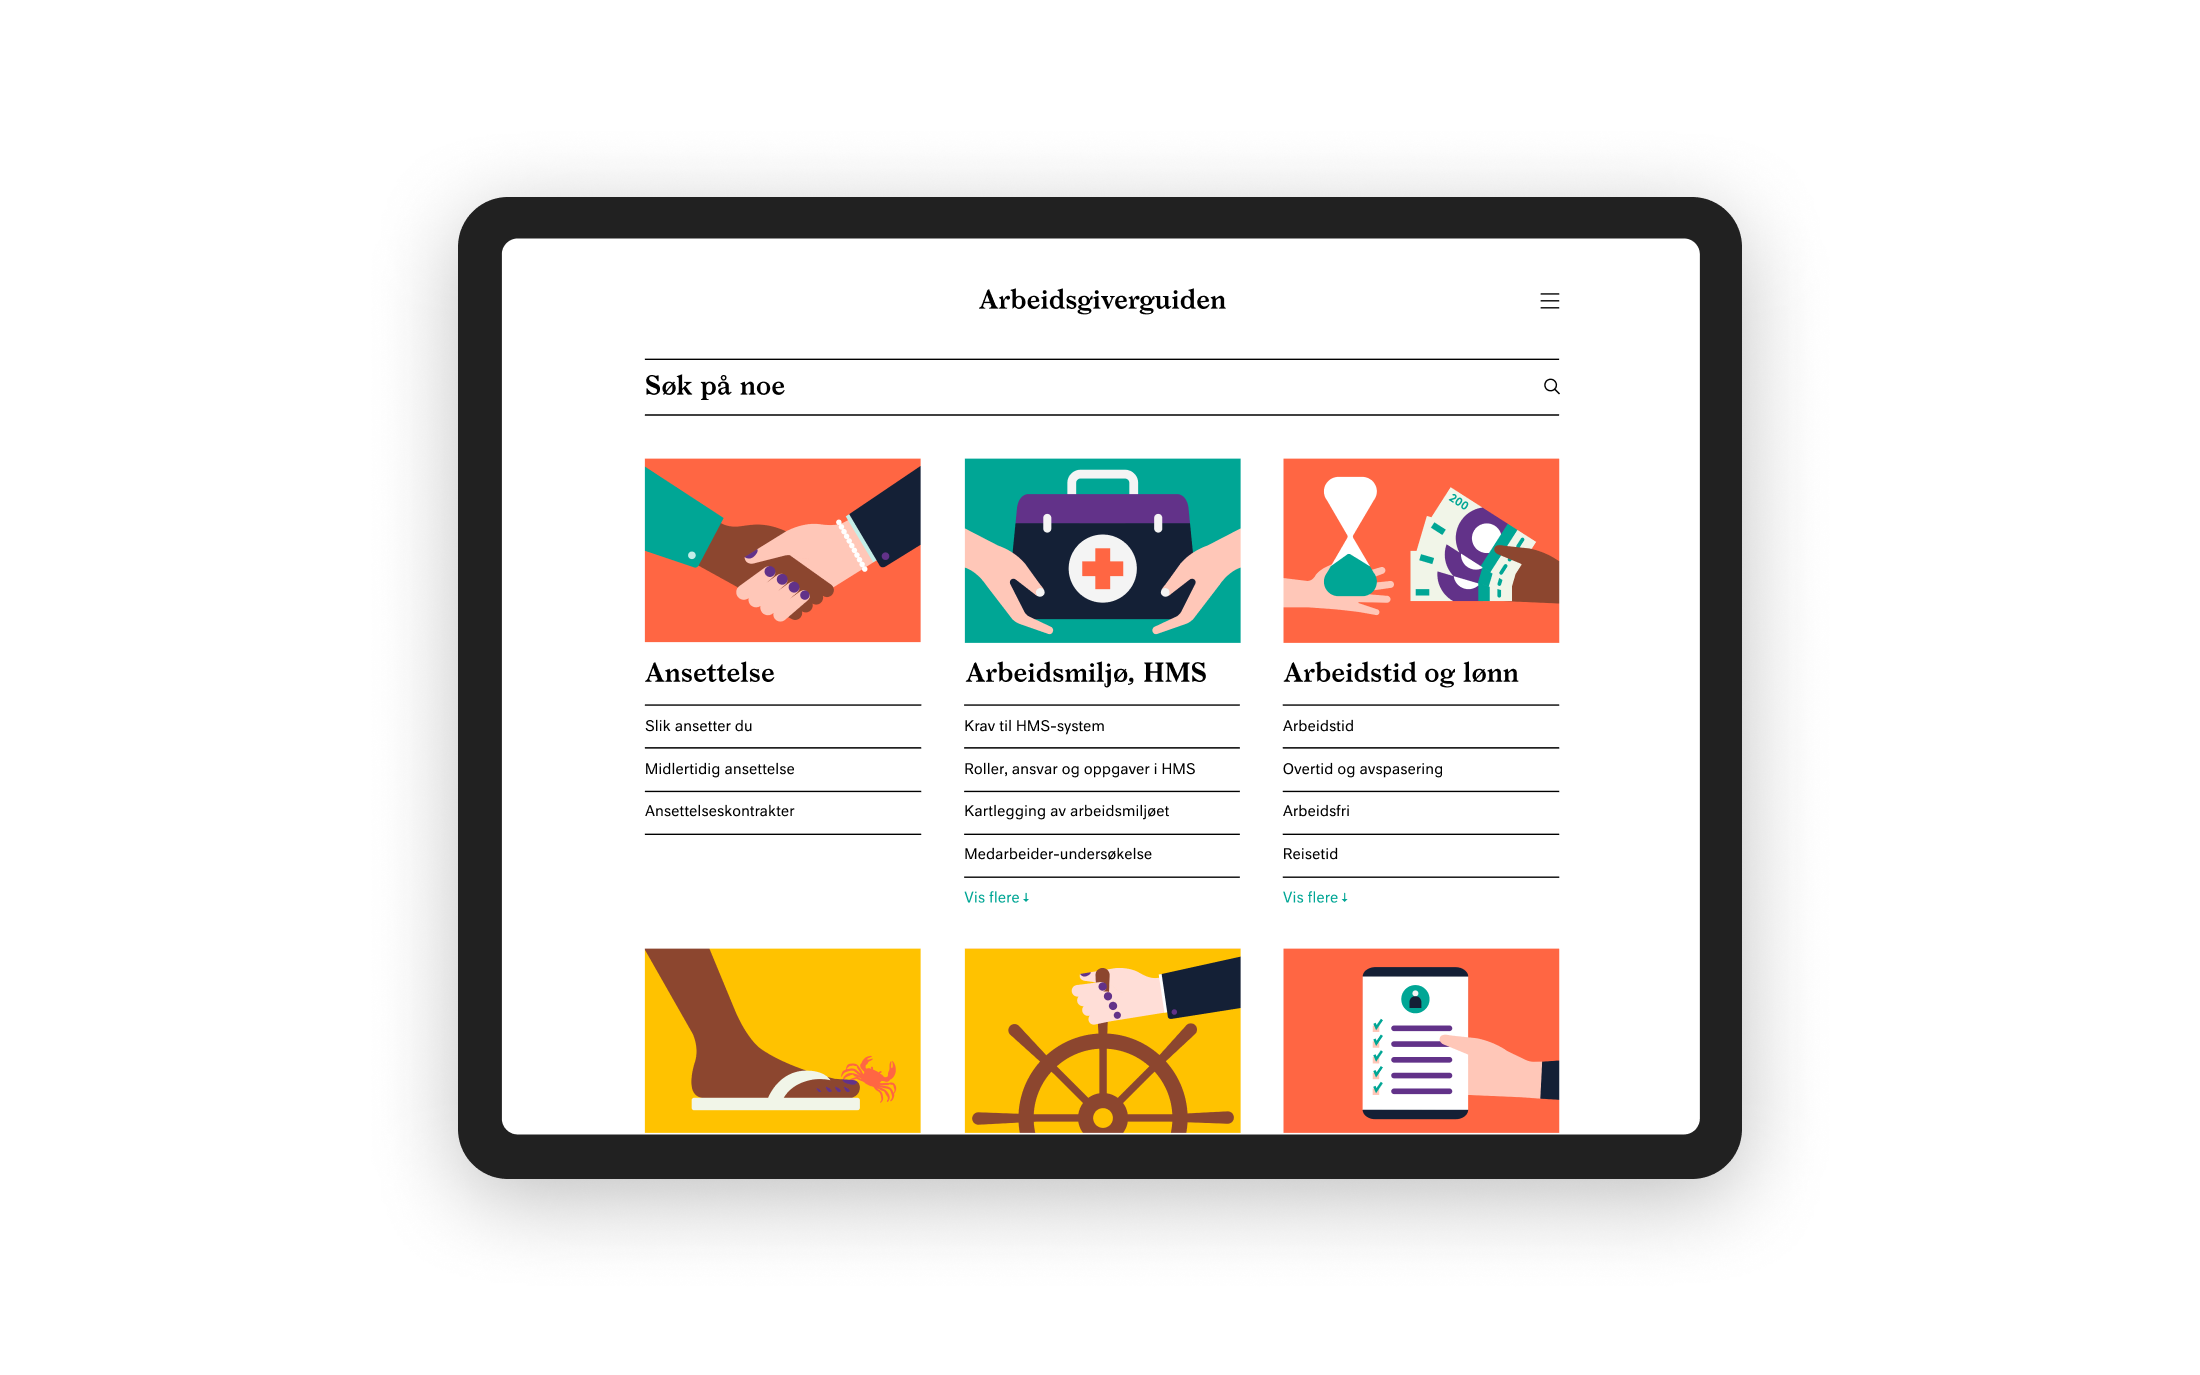 Arbeidsgiverguiden
Søk på noe
200
Ansettelse
Slik ansetter du
Midlertidig ansettelse
Ansettelseskontrakter
Arbeidsmiljø, HMS
Krav til HMS-system
Roller, ansvar og oppgaver i HMS
Kartlegging av arbeidsmiljøet
Medarbeider-undersøkelse
Vis flere ↓
Arbeidstid og lønn
Arbeidstid
Overtid og avspasering
Arbeidsfri
Reisetid
Vis flere ↓